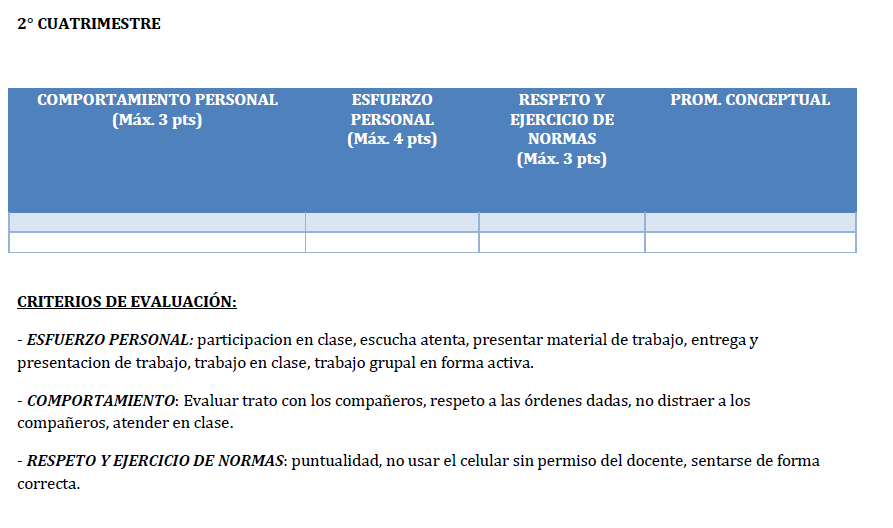 2° CUATRIMESTRE
COMPORTAMIENTO PERSONAL
(Máx. 3 pts)
ESFUERZO
PERSONAL
(Máx. 4 pts)
RESPETO Y
EJERCICIO DE
NORMAS
(Máx. 3 pts)
PROM. CONCEPTUAL
CRITERIOS DE EVALUACIÓN:
- ESFUERZO PERSONAL: participacion en clase, escucha atenta, presentar material de trabajo, entrega y
presentacion de trabajo, trabajo en clase, trabajo grupal en forma activa.
- COMPORTAMIENTO: Evaluar trato con los compañeros, respeto a las órdenes dadas, no distraer a los
compañeros, atender en clase.
- RESPETO Y EJERCICIO DE NORMAS: puntualidad, no usar el celular sin permiso del docente, sentarse de forma
correcta.